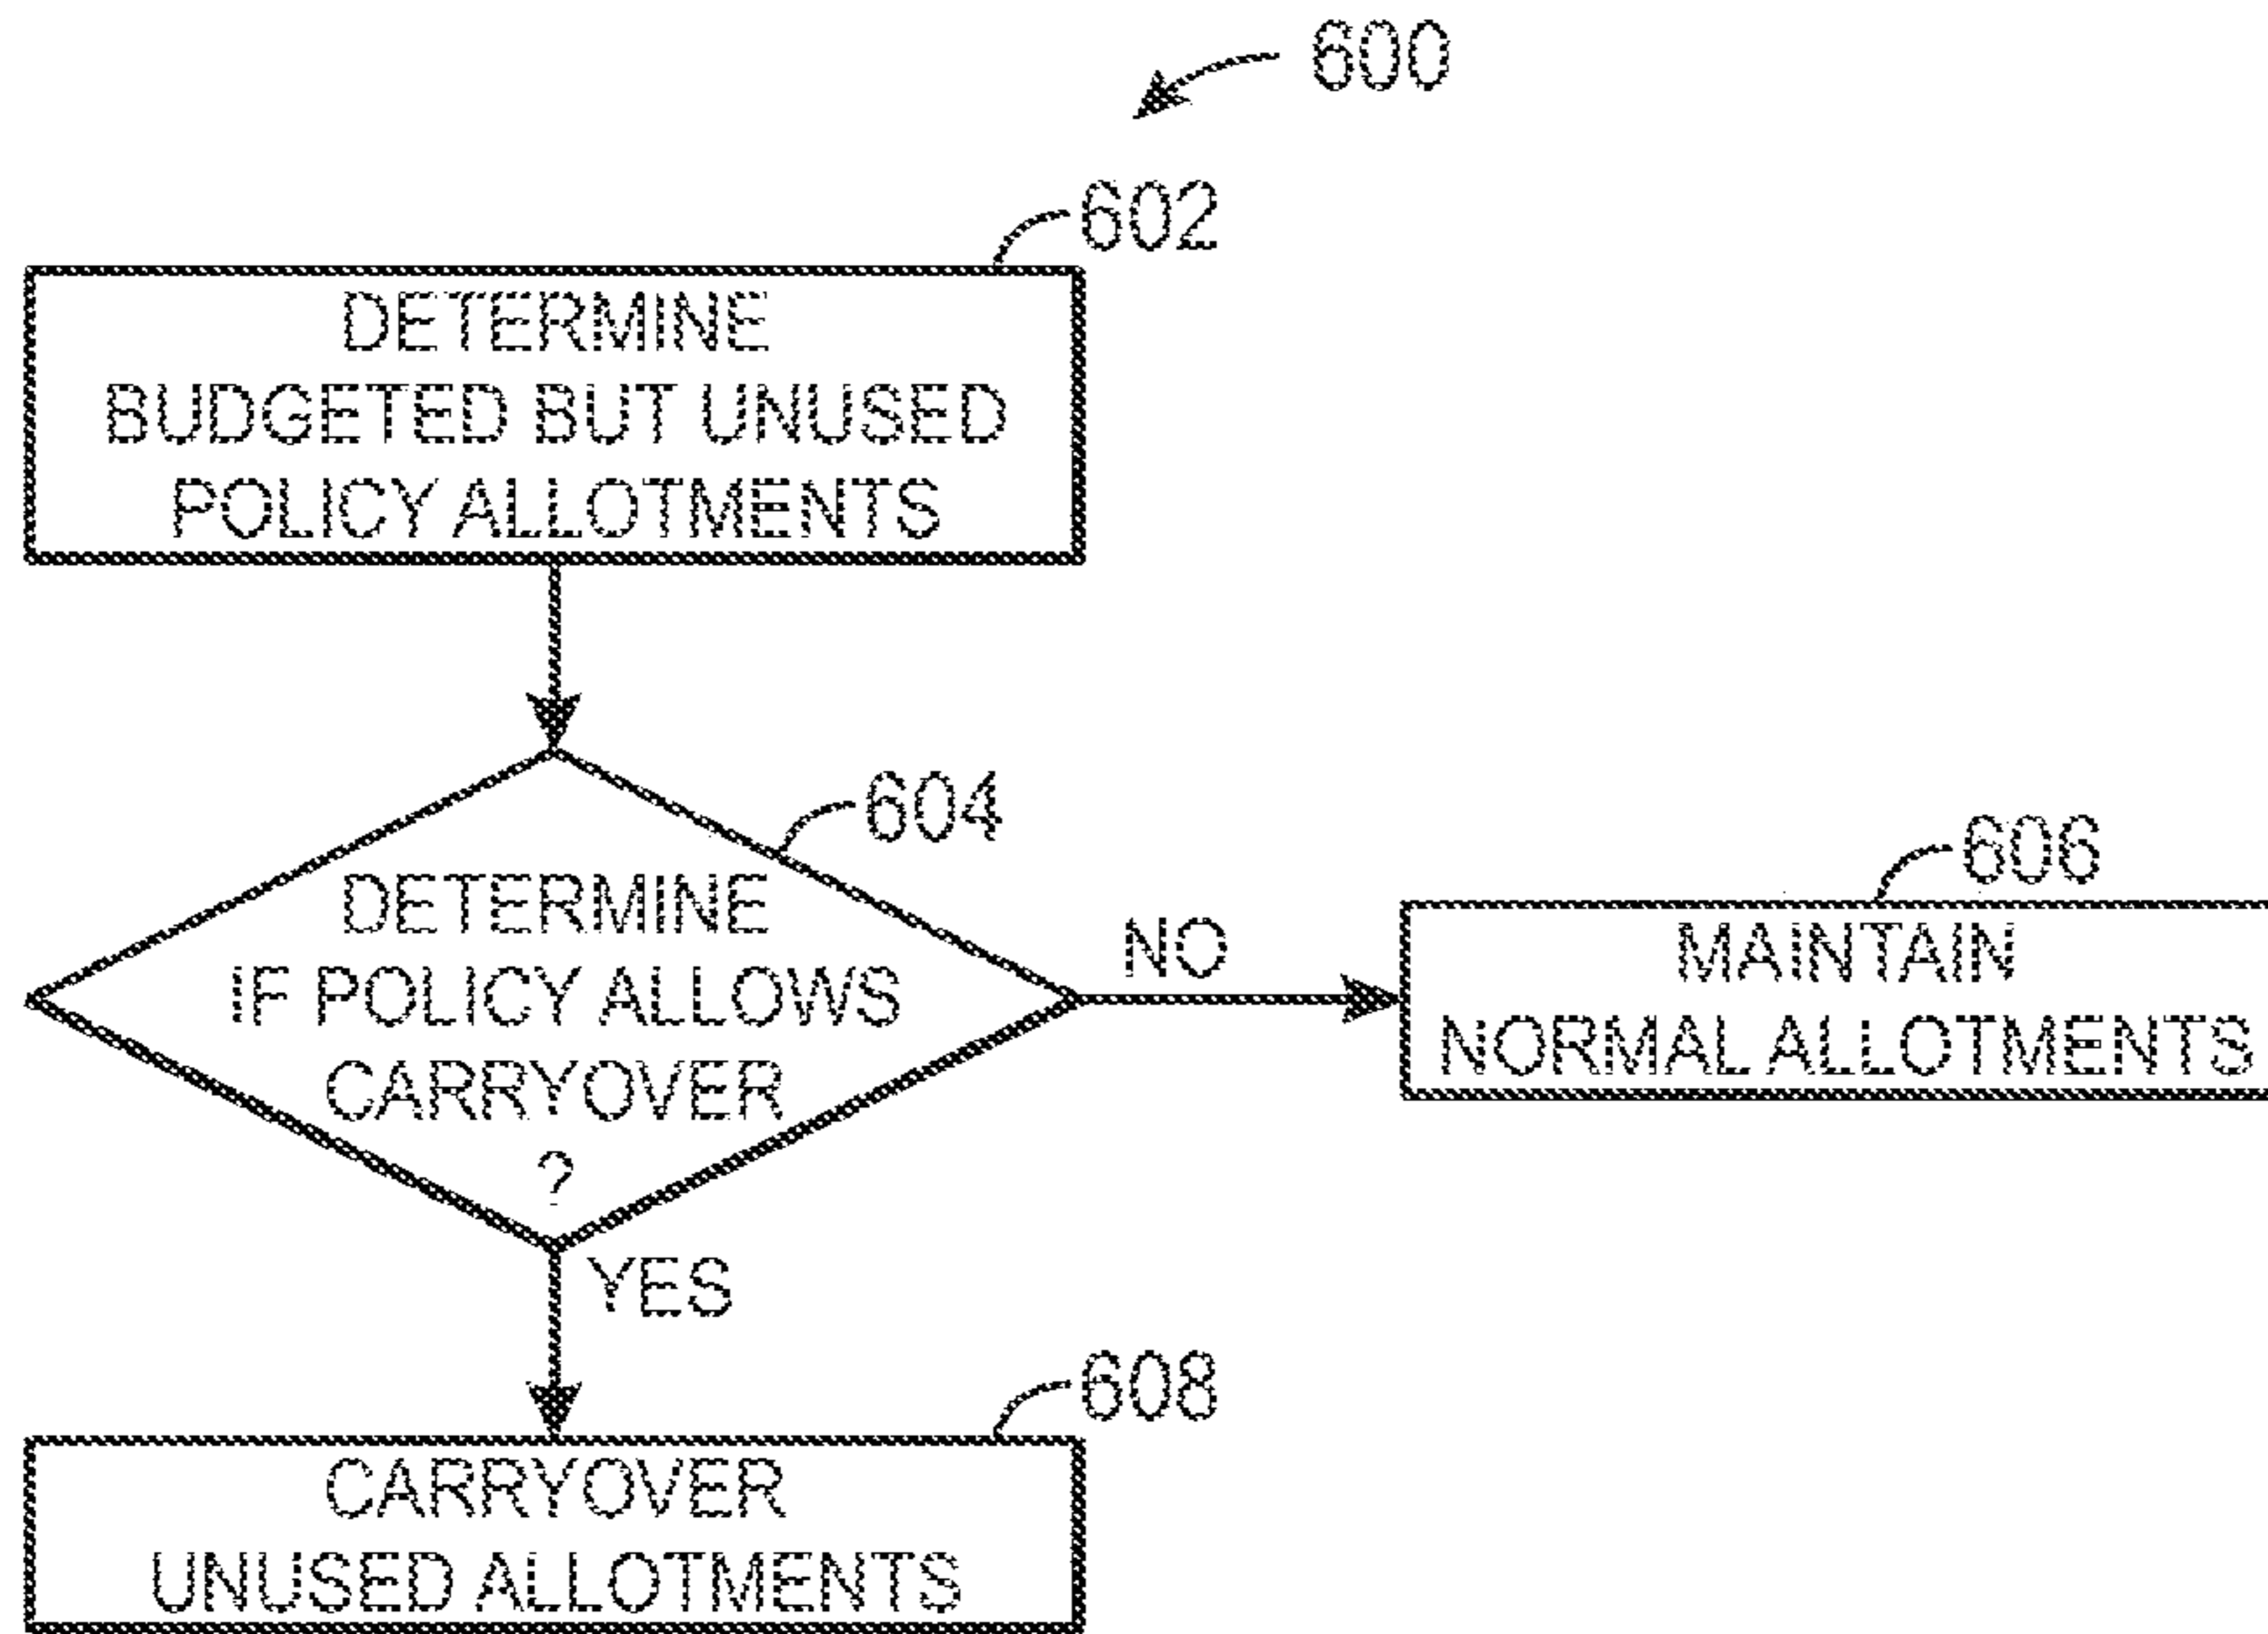 600
602
DETERMINE
BUDGETED BUT UNUSED
POLICY ALLOTMENTS
604
DETERMINE
IF POLICY ALLOWS
CARRYOVER
?
NO
606
MAINTAIN
NORMAL ALLOTMENTS
YES
608
CARRYOVER
UNUSED ALLOTMENTS